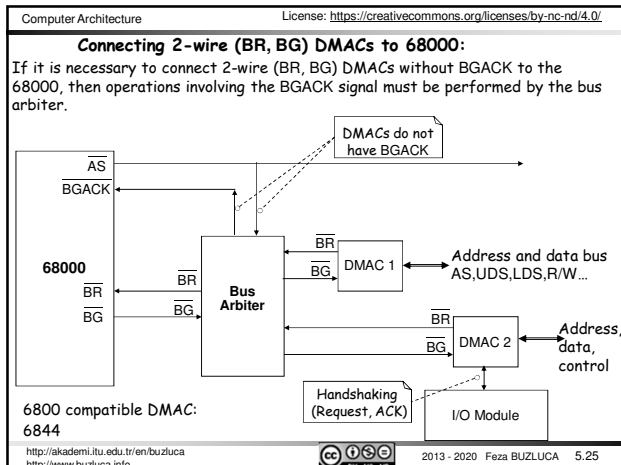 Computer Architecture
License: https://creativecommons.org/licenses/by-nc-nd/4.0/
Connecting 2-wire (BR, BG) DMACs to 68000:
If it is necessary to connect 2-wire (BR, BG) DMACs without BGACK to the
68000, then operations involving the BGACK signal must be performed by the bus
arbiter.
DMACs do not
have BGACK
AS
BGACK
68000
BR
BG
BR
BG
Bus
Arbiter
BR
BG
DMAC 1
Address and data bus
AS,UDS,LDS,R/W...
BR
BG
DMAC 2
Address,
data,
control
Handshaking
(Request, ACK)
I/O Module
6800 compatible DMAC:
6844
http://akademi.itu.edu.tr/en/buzluca
http://www.buzluca.info
cc
2013 - 2020 Feza BUZLUCA 5.25